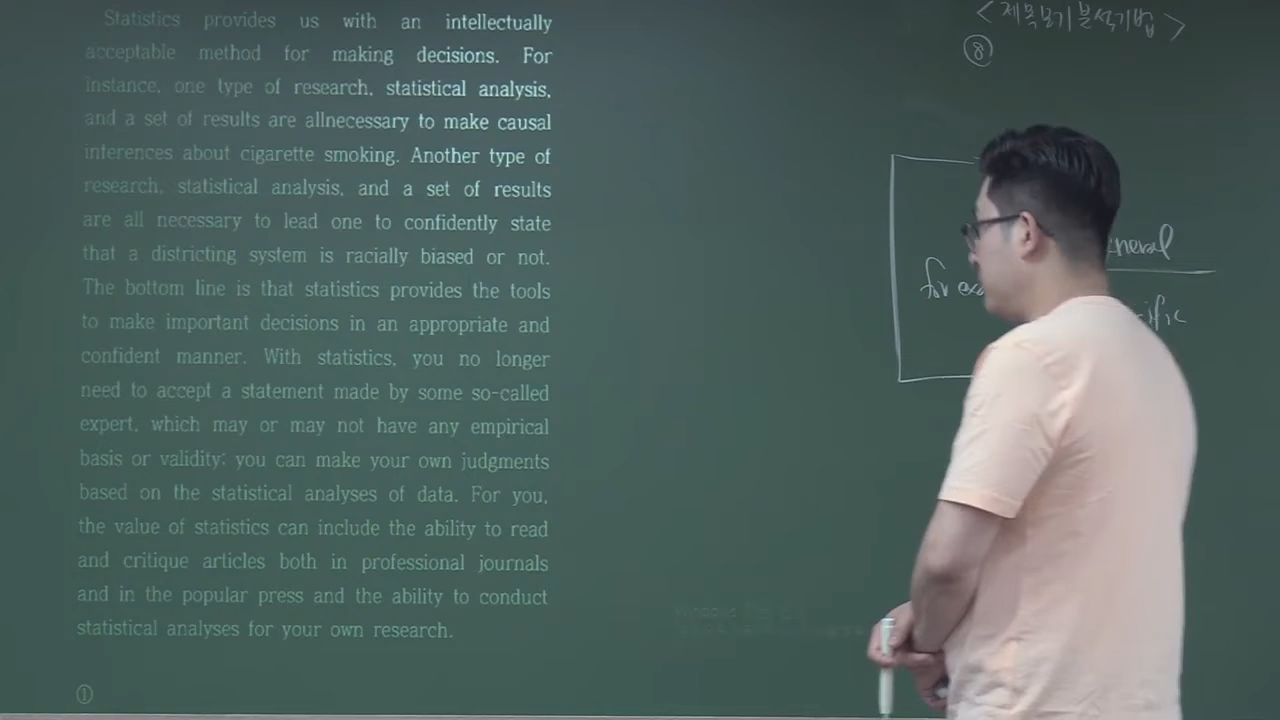 Statistics provides us with an intellectually
acceptable method for making decisions. For
instance, one type of research, statistical analysis,
and a set of results are allnecessary to make causal
inferences about cigarette smoking. Another type of
research, statistical analysis, and a set of results
are all necessary to lead one to confidently state
that a districting system is racially biased or not.
The bottom line is that statistics provides the tools
to make important decisions in an appropriate and
confident manner. With statistics, you no longer
need to accept a statement made by some so-called
expert, which may or may not have any empirical
basis or validity; you can make your own judgments
based on the statistical analyses of data. For you,
the value of statistics can include the ability to read
and critique articles both in professional journals
and in the popular press and the ability to conduct
statistical analyses for your own research.
①
<제목보기분석기법>
⑧
for